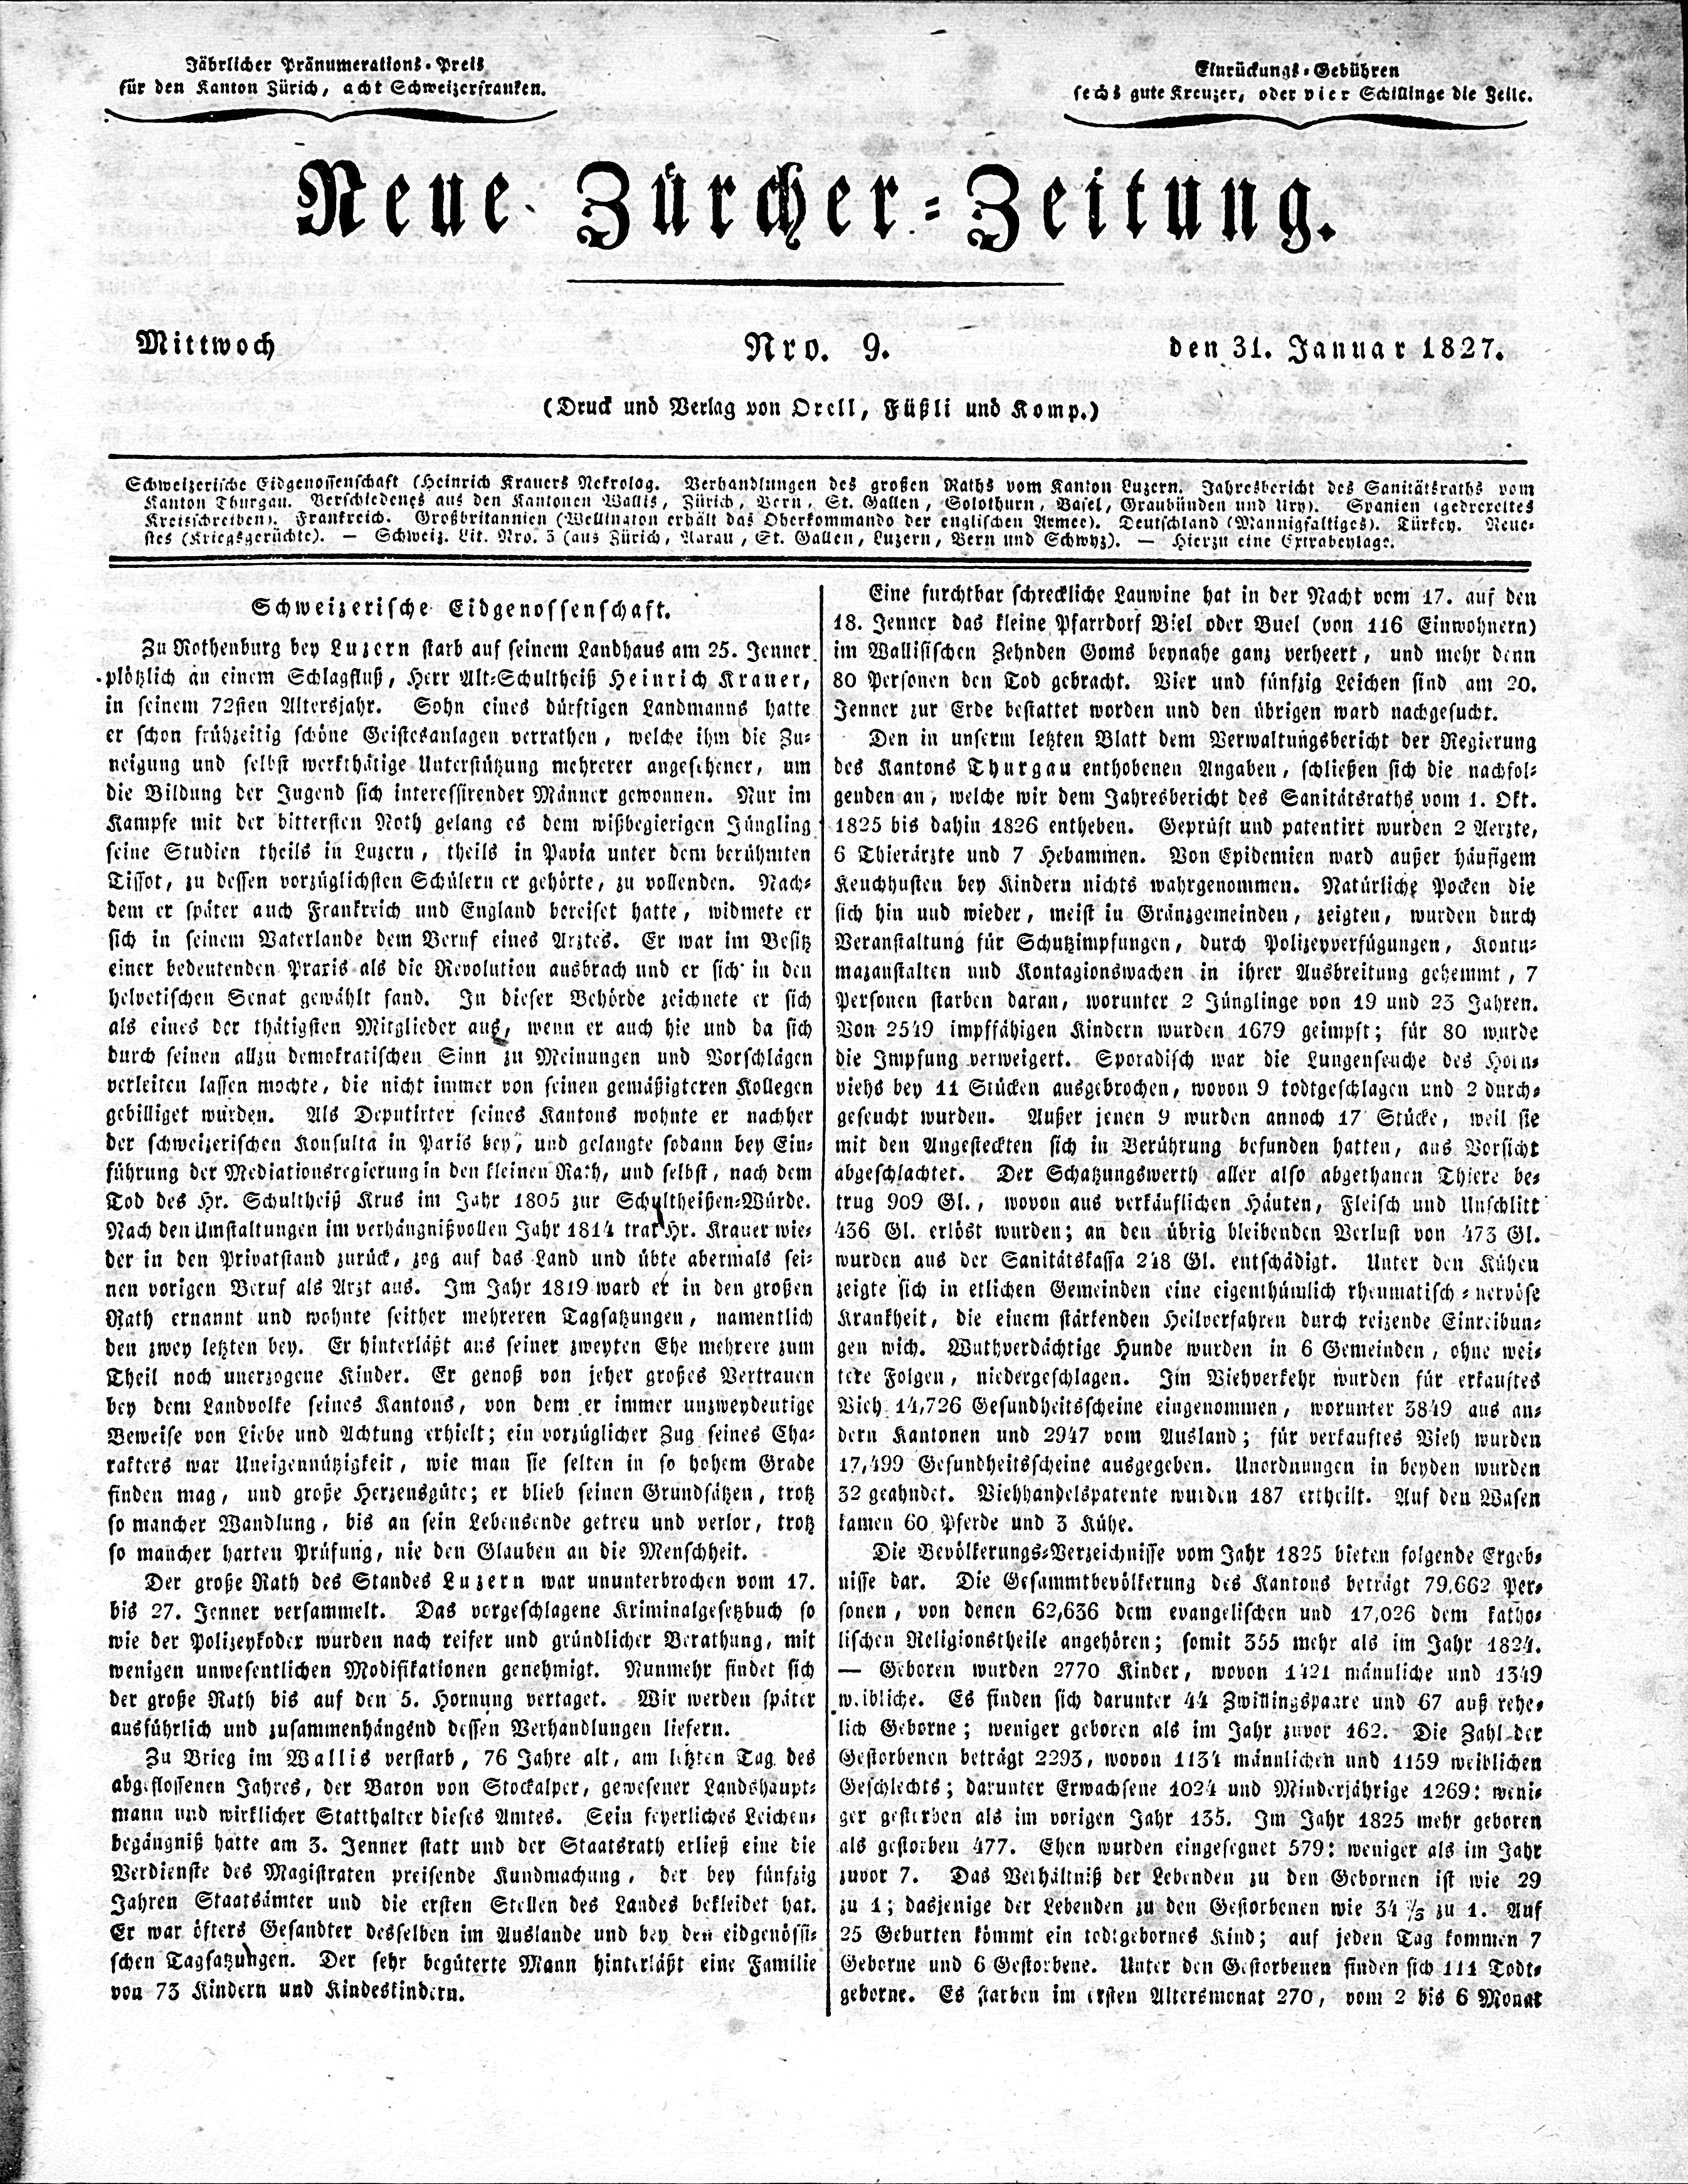 Jährlicher Pränumerations-Preis
für den Kanton Zürich, acht Schweizerfranken.
Einrückungs-Gebühren
sechs gute Kreuzer, oder vier Schillinge die Zeile.
Neue Zürcher-Zeitung.
Mittwoch Nro. 9. den 31. Januar 1827.
(Druck und Verlag von Orell, Füßli und Komp.)
Schweizerische Eidgenossenschaft (Heinrich Krauers Nekrolog. Verhandlungen des großen Raths vom Kanton Luzern. Jahresbericht des Sanitätsraths vom
Kanton Thurgau. Verschiedenes aus den Kantonen Wallis, Zürich, Bern, St. Gallen, Solothurn, Basel, Graubünden und Ury). Spanien (gedrexeltes
Kreisschreiben). Frankreich. Großbritannien (Wellington erhält das Oberkommando der englischen Armee). Deutschland (Mannigfaltiges). Türkey. Neue-
stes (Kriegsgerüchte). — Schweiz. Lit. Nro. 3 (aus Zürich, Aarau, St. Gallen, Luzern, Bern und Schwyz). — Hierzu eine Extrabeylage.
Schweizerische Eidgenossenschaft.
Zu Rothenburg bey Luzern starb auf seinem Landhaus am 25. Jenner
plötzlich an einem Schlagfluß, Herr Alt-Schultheiß Heinrich Krauer,
in seinem 72sten Altersjahr. Sohn eines dürftigen Landmanns hatte
er schon frühzeitig schöne Geistesanlagen verrathen, welche ihm die Zu-
neigung und selbst werkthätige Unterstützung mehrerer angesehener, um
die Bildung der Jugend sich interessirender Männer gewonnen. Nur im
Kampfe mit der bittersten Noth gelang es dem wißbegierigen Jüngling
seine Studien theils in Luzern, theils in Pavia unter dem berühmten
Tissot, zu dessen vorzüglichsten Schülern er gehörte, zu vollenden. Nach-
dem er später auch Frankreich und England bereiset hatte, widmete er
sich in seinem Vaterlande dem Beruf eines Arztes. Er war im Besitz
einer bedeutenden Praxis als die Revolution ausbrach und er sich in den
helvetischen Senat gewählt fand. In dieser Behörde zeichnete er sich
als eines der thätigsten Mitglieder aus, wenn er auch hie und da sich
durch seinen allzu demokratischen Sinn zu Meinungen und Vorschlägen
verleiten lassen mochte, die nicht immer von seinen gemäßigteren Kollegen
gebilliget wurden. Als Deputirter seines Kantons wohnte er nachher
der schweizerischen Konsulta in Paris bey, und gelangte sodann bey Ein-
führung der Mediationsregierung in den kleinen Rath, und selbst, nach dem
Tod des Hr. Schultheiß Krus im Jahr 1805 zur Schultheißen-Würde.
Nach den Umstaltungen im verhängnißvollen Jahr 1814 trat Hr. Krauer wie-
der in den Privatstand zurück, zog auf das Land und übte abermals sei-
nen vorigen Beruf als Arzt aus. Im Jahr 1819 ward er in den großen
Rath ernannt und wohnte seither mehreren Tagsatzungen, namentlich
den zwey letzten bey. Er hinterläßt aus seiner zweyten Ehe mehrere zum
Theil noch unerzogene Kinder. Er genoß von jeher großes Vertrauen
bey dem Landvolke seines Kantons, von dem er immer unzweydeutige
Beweise von Liebe und Achtung erhielt; ein vorzüglicher Zug seines Cha-
rakters war Uneigennützigkeit, wie man sie selten in so hohem Grade
finden mag, und große Herzensgüte; er blieb seinen Grundsätzen, trotz
so mancher Wandlung, bis an sein Lebensende getreu und verlor, trotz
so mancher harten Prüfung, nie den Glauben an die Menschheit.
Der große Rath des Standes Luzern war ununterbrochen vom 17.
bis 27. Jenner versammelt. Das vorgeschlagene Kriminalgesetzbuch so
wie der Polizeykodex wurden nach reifer und gründlicher Berathung, mit
wenigen unwesentlichen Modifikationen genehmigt. Nunmehr findet sich
der große Rath bis auf den 5. Hornung vertaget. Wir werden später
ausführlich und zusammenhängend dessen Verhandlungen liefern.
Zu Brieg im Wallis verstarb, 76 Jahre alt, am letzten Tag des
abgeflossenen Jahres, der Baron von Stockalper, gewesener Landshaupt-
mann und wirklicher Statthalter dieses Amtes. Sein feyerliches Leichen-
begängniß hatte am 3. Jenner statt und der Staatsrath erließ eine die
Verdienste des Magistraten preisende Kundmachung, der bey fünfzig
Jahren Staatsämter und die ersten Stellen des Landes bekleidet hat.
Er war öfters Gesandter desselben im Auslande und bey den eidgenössi-
schen Tagsatzungen. Der sehr begüterte Mann hinterläßt eine Familie
von 73 Kindern und Kindeskindern.
Eine furchtbar schreckliche Lauwine hat in der Nacht vom 17. auf den
18. Jenner das kleine Pfarrdorf Biel oder Buel (von 116 Einwohnern)
im Wallisischen Zehnden Goms beynahe ganz verheert, und mehr denn
80 Personen den Tod gebracht. Vier und fünfzig Leichen sind am 20.
Jenner zur Erde bestattet worden und den übrigen ward nachgesucht.
Den in unserm letzten Blatt dem Verwaltungsbericht der Regierung
des Kantons Thurgau enthobenen Angaben, schließen sich die nachfol-
genden an, welche wir dem Jahresbericht des Sanitätsraths vom 1. Okt.
1825 bis dahin 1826 entheben. Geprüft und patentirt wurden 2 Aerzte,
6 Thierärzte und 7 Hebammen. Von Epidemien ward außer häufigem
Keuchhusten bey Kindern nichts wahrgenommen. Natürliche Pocken die
sich hin und wieder, meist in Gränzgemeinden, zeigten, wurden durch
Veranstaltung für Schutzimpfungen, durch Polizeyverfügungen, Kontu-
mazanstalten und Kontagionswachen in ihrer Ausbreitung gehemmt, 7
Personen starben daran, worunter 2 Jünglinge von 19 und 23 Jahren.
Von 2549 impffähigen Kindern wurden 1679 geimpft; für 80 wurde
die Impfung verweigert. Sporadisch war die Lungenseuche des Horn-
viehs bey 11 Stücken ausgebrochen, wovon 9 todtgeschlagen und 2 durch-
geseucht wurden. Außer jenen 9 wurden annoch 17 Stücke, weil sie
mit den Angesteckten sich in Berührung befunden hatten, aus Vorsicht
abgeschlachtet. Der Schatzungswerth aller also abgethanen Thiere be-
trug 909 Gl., wovon aus verkäuflichen Häuten, Fleisch und Unschlitt
436 Gl. erlöst wurden; an den übrig bleibenden Verlust von 473 Gl.
wurden aus der Sanitätskassa 248 Gl. entschädigt. Unter den Kühen
zeigte sich in etlichen Gemeinden eine eigenthümlich rheumatisch-nervöse
Krankheit, die einem stärkenden Heilverfahren durch reizende Einreibun-
gen wich. Wuthverdächtige Hunde wurden in 6 Gemeinden, ohne wei-
tere Folgen, niedergeschlagen. Im Viehverkehr wurden für erkauftes
Vieh 14,726 Gesundheitsscheine eingenommen, worunter 3849 aus an-
dern Kantonen und 2947 vom Ausland; für verkauftes Vieh wurden
17,499 Gesundheitsscheine ausgegeben. Unordnungen in beyden wurden
32 geahndet. Viehhandelspatente wurden 187 ertheilt. Auf den Wasen
kamen 60 Pferde und 3 Kühe.
Die Bevölkerungs-Verzeichnisse vom Jahr 1825 bieten folgende Ergeb-
nisse dar. Die Gesammtbevölkerung des Kantons beträgt 79,662 Per-
sonen, von denen 62,636 dem evangelischen und 17,026 dem katho-
lischen Religionstheile angehören; somit 355 mehr als im Jahr 1824.
— Geboren wurden 2770 Kinder, wovon 1421 männliche und 1349
weibliche. Es finden sich darunter 44 Zwillingspaare und 67 außerehe-
lich Geborne; weniger geboren als im Jahr zuvor 162. Die Zahl der
Gestorbenen beträgt 2293, wovon 1134 männlichen und 1159 weiblichen
Geschlechts; darunter Erwachsene 1024 und Minderjährige 1269: weni-
ger gestorben als im vorigen Jahr 135. Im Jahr 1825 mehr geboren
als gestorben 477. Ehen wurden eingesegnet 579: weniger als im Jahr
zuvor 7. Das Verhältniß der Lebenden zu den Gebornen ist wie 29
zu 1; dasjenige der Lebenden zu den Gestorbenen wie 34 ⅔ zu 1. Auf
25 Geburten kömmt ein todtgebornes Kind; auf jeden Tag kommen 7
Geborne und 6 Gestorbene. Unter den Gestorbenen finden sich 111 Todt-
geborne. Es starben im ersten Altersmonat 270, vom 2 bis 6 Monat